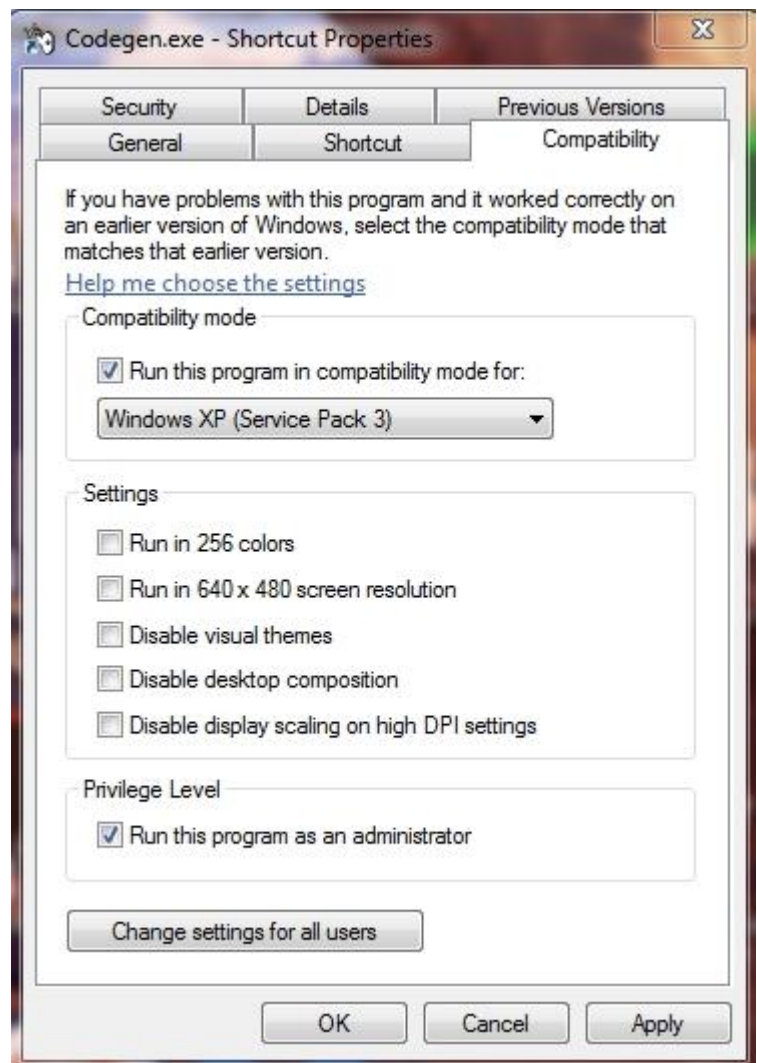 Codegen.exe - Shortcut Properties
Security Details Previous Versions
General Shortcut Compatibility
If you have problems with this program and it worked correctly on
an earlier version of Windows, select the compatibility mode that
matches that earlier version.
Help me choose the settings
Compatibility mode
Run this program in compatibility mode for:
Windows XP (Service Pack 3)
Settings
Run in 256 colors
Run in 640 x 480 screen resolution
Disable visual themes
Disable desktop composition
Disable display scaling on high DPI settings
Privilege Level
Run this program as an administrator
Change settings for all users
OK Cancel Apply